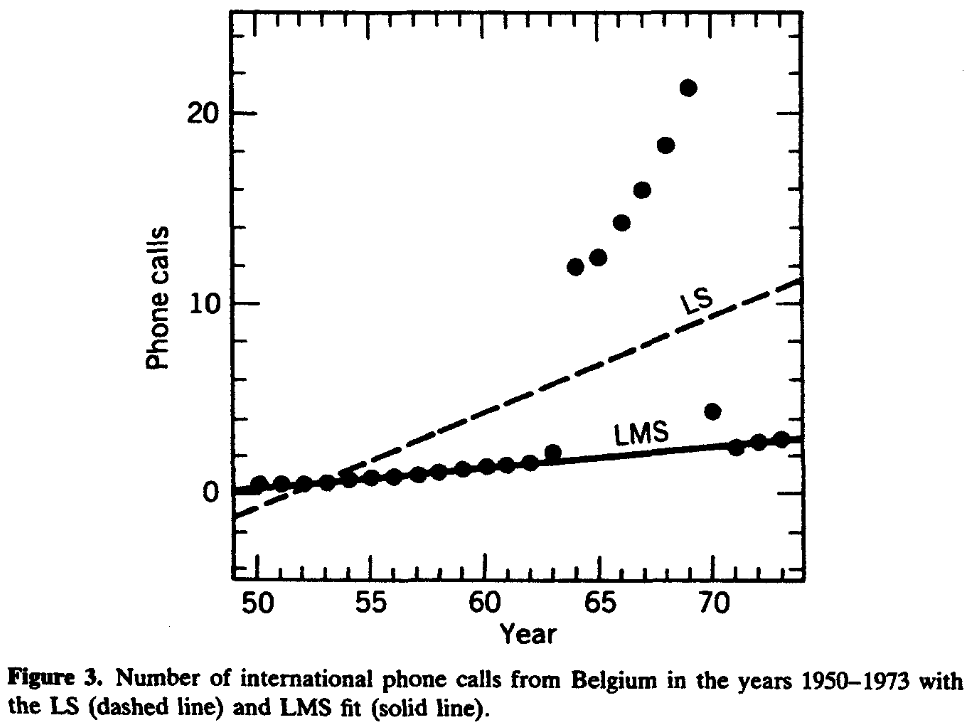 20
10
0
Phone calls
LS
LMS
50 55 60 65 70
Year
Figure 3. Number of international phone calls from Belgium in the years 1950–1973 with
the LS (dashed line) and LMS fit (solid line).